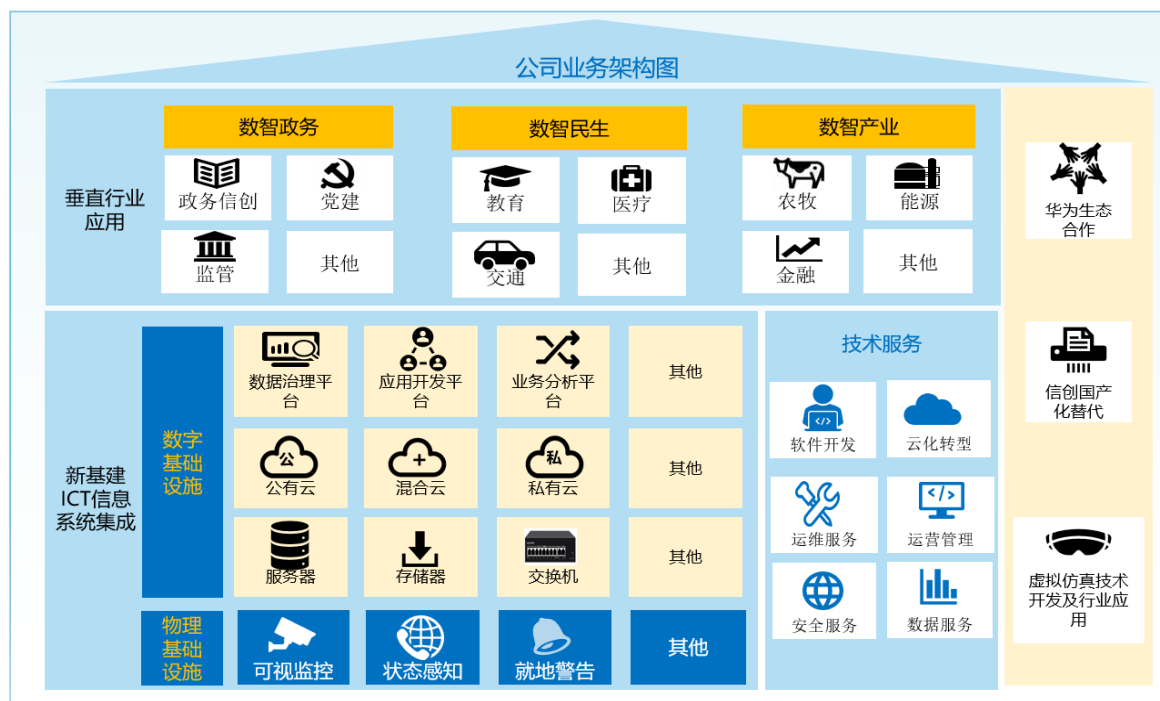 公司业务架构图
数智政务
数智民生
数智产业
垂直行业
应用
政务信创
党建
教育
医疗
农牧
能源
监管
其他
交通
其他
金融
其他
华为生态
合作
信创国产
化替代
虚拟仿真技术
开发及行业应
用
新基建
ICT信息
系统集成
数字
基础
设施
数据治理平
台
应用开发平
台
业务分析平
台
其他
公
公有云
混合云
私
私有云
其他
服务器
存储器
交换机
其他
物理
基础
设施
可视监控
状态感知
就地警告
其他
技术服务
</>
软件开发
云化转型
运维服务
</>
运营管理
安全服务
数据服务